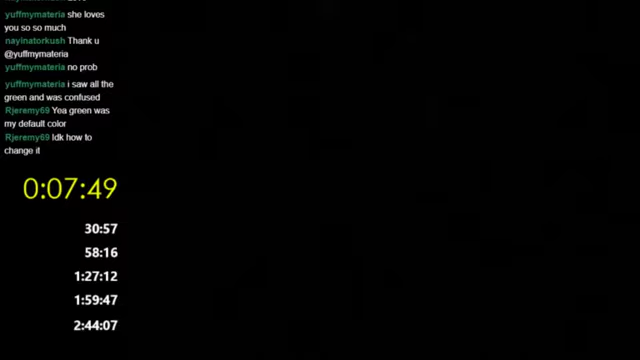 yuffmymateria she loves
you so so much
nayinatorkush Thank u
@yuffmymateria
yuffmymateria no prob
yuffmymateria i saw all the
green and was confused
Rjeremy69 Yea green was
my default color
Rjeremy69 Idk how to
change it
0:07:49
30:57
58:16
1:27:12
1:59:47
2:44:07